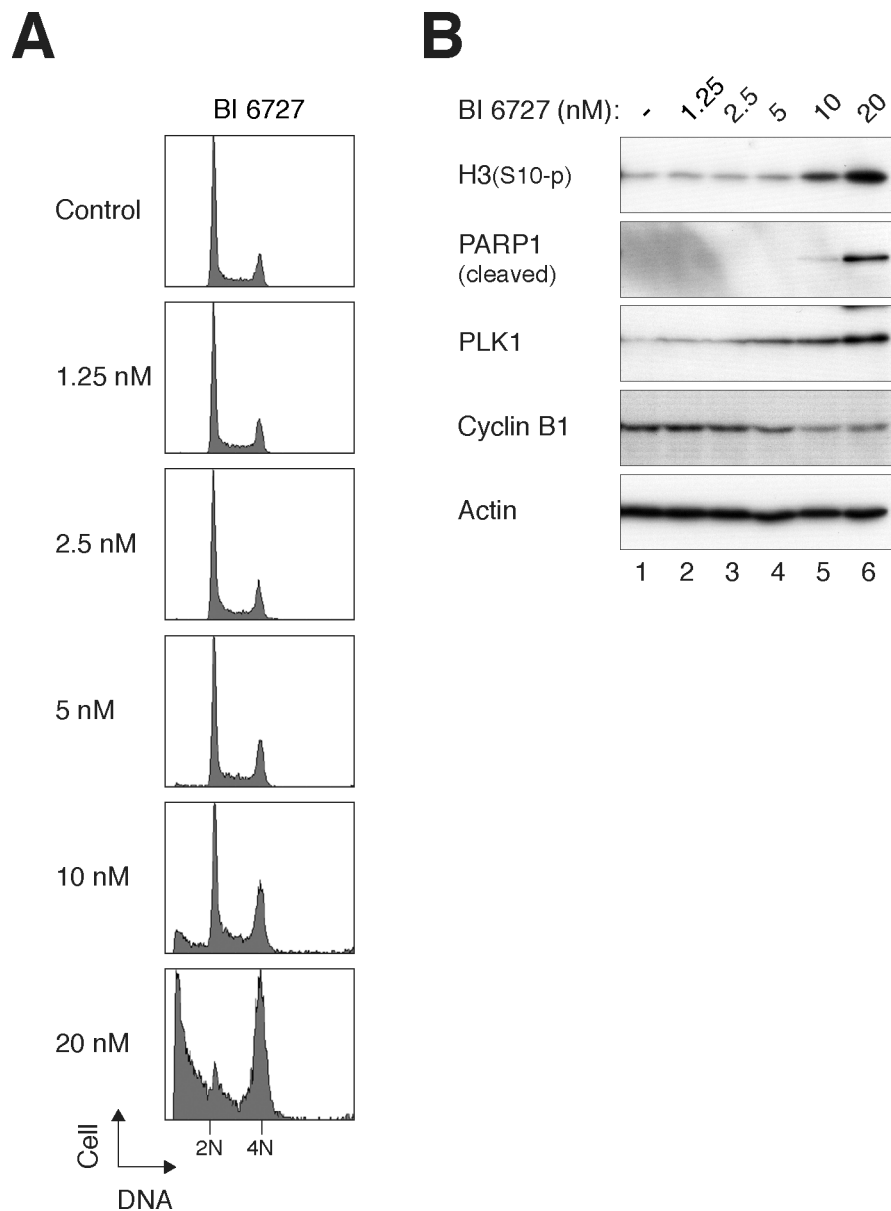 A
BI 6727
Control
1.25 nM
2.5 nM
5 nM
10 nM
20 nM
2N 4N
Cell
DNA
B
BI 6727 (nM): - 1.25 2.5 5 10 20
H3(S10-p)
PARP1
(cleaved)
PLK1
Cyclin B1
Actin
1 2 3 4 5 6